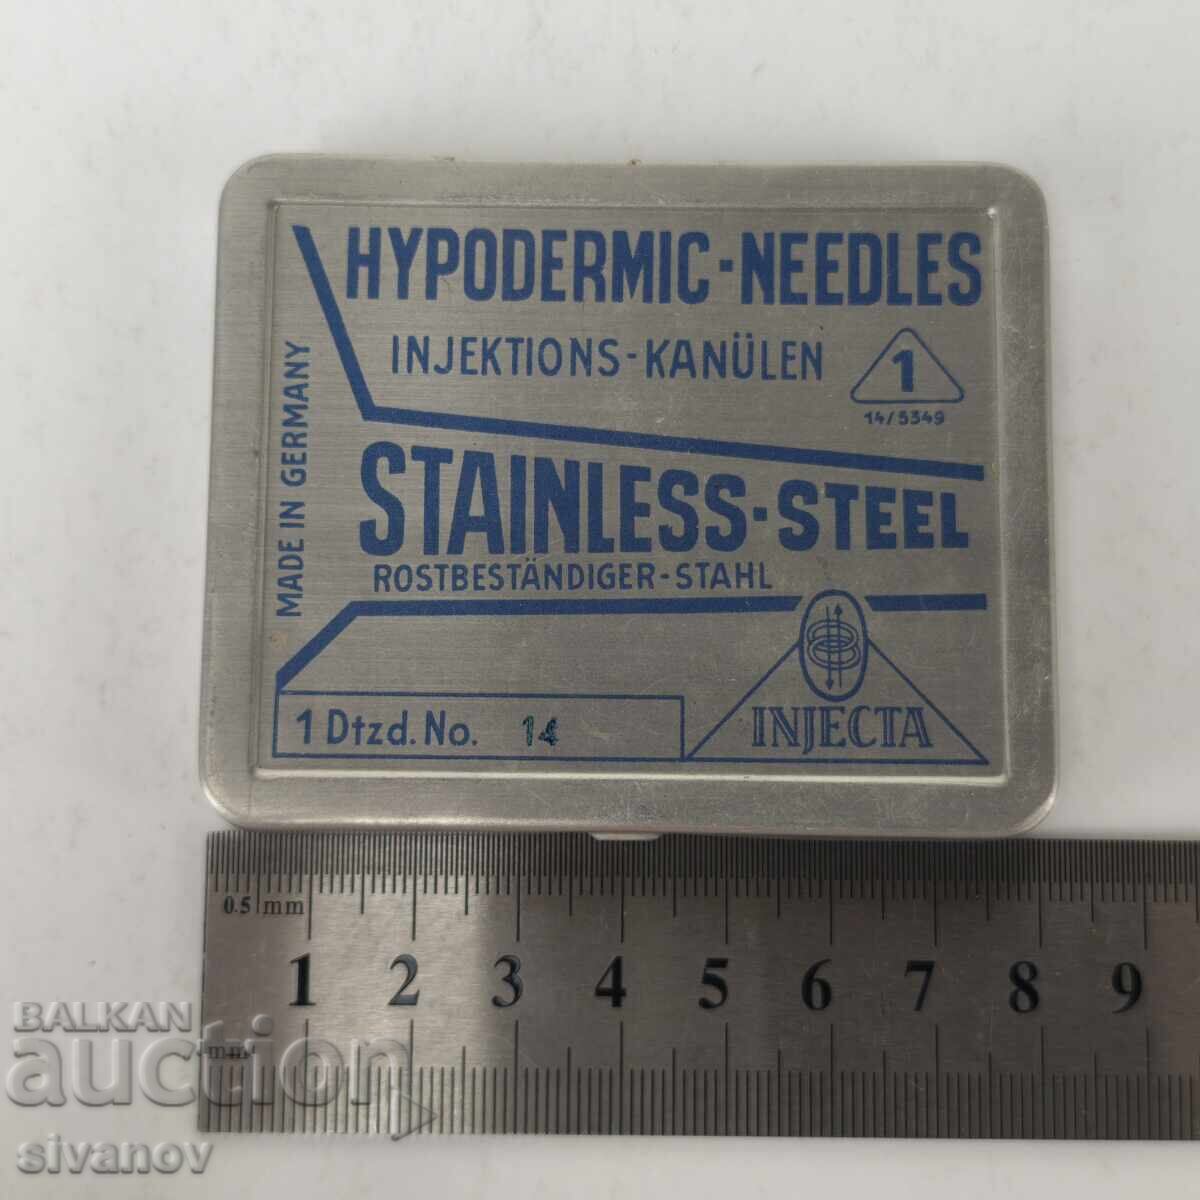 HYPODERMIC-NEEDLES
INJEKTIONS-KANÜLEN
1
14/5349
MADE IN GERMANY
STAINLESS-STEEL
ROSTBESTÄNDIGER-STAHL
1 Dtzd. No. 14
INJECTA
0.5 mm
1 2 3 4 5 6 7 8 9
mm
BALKAN
auction
sivanov